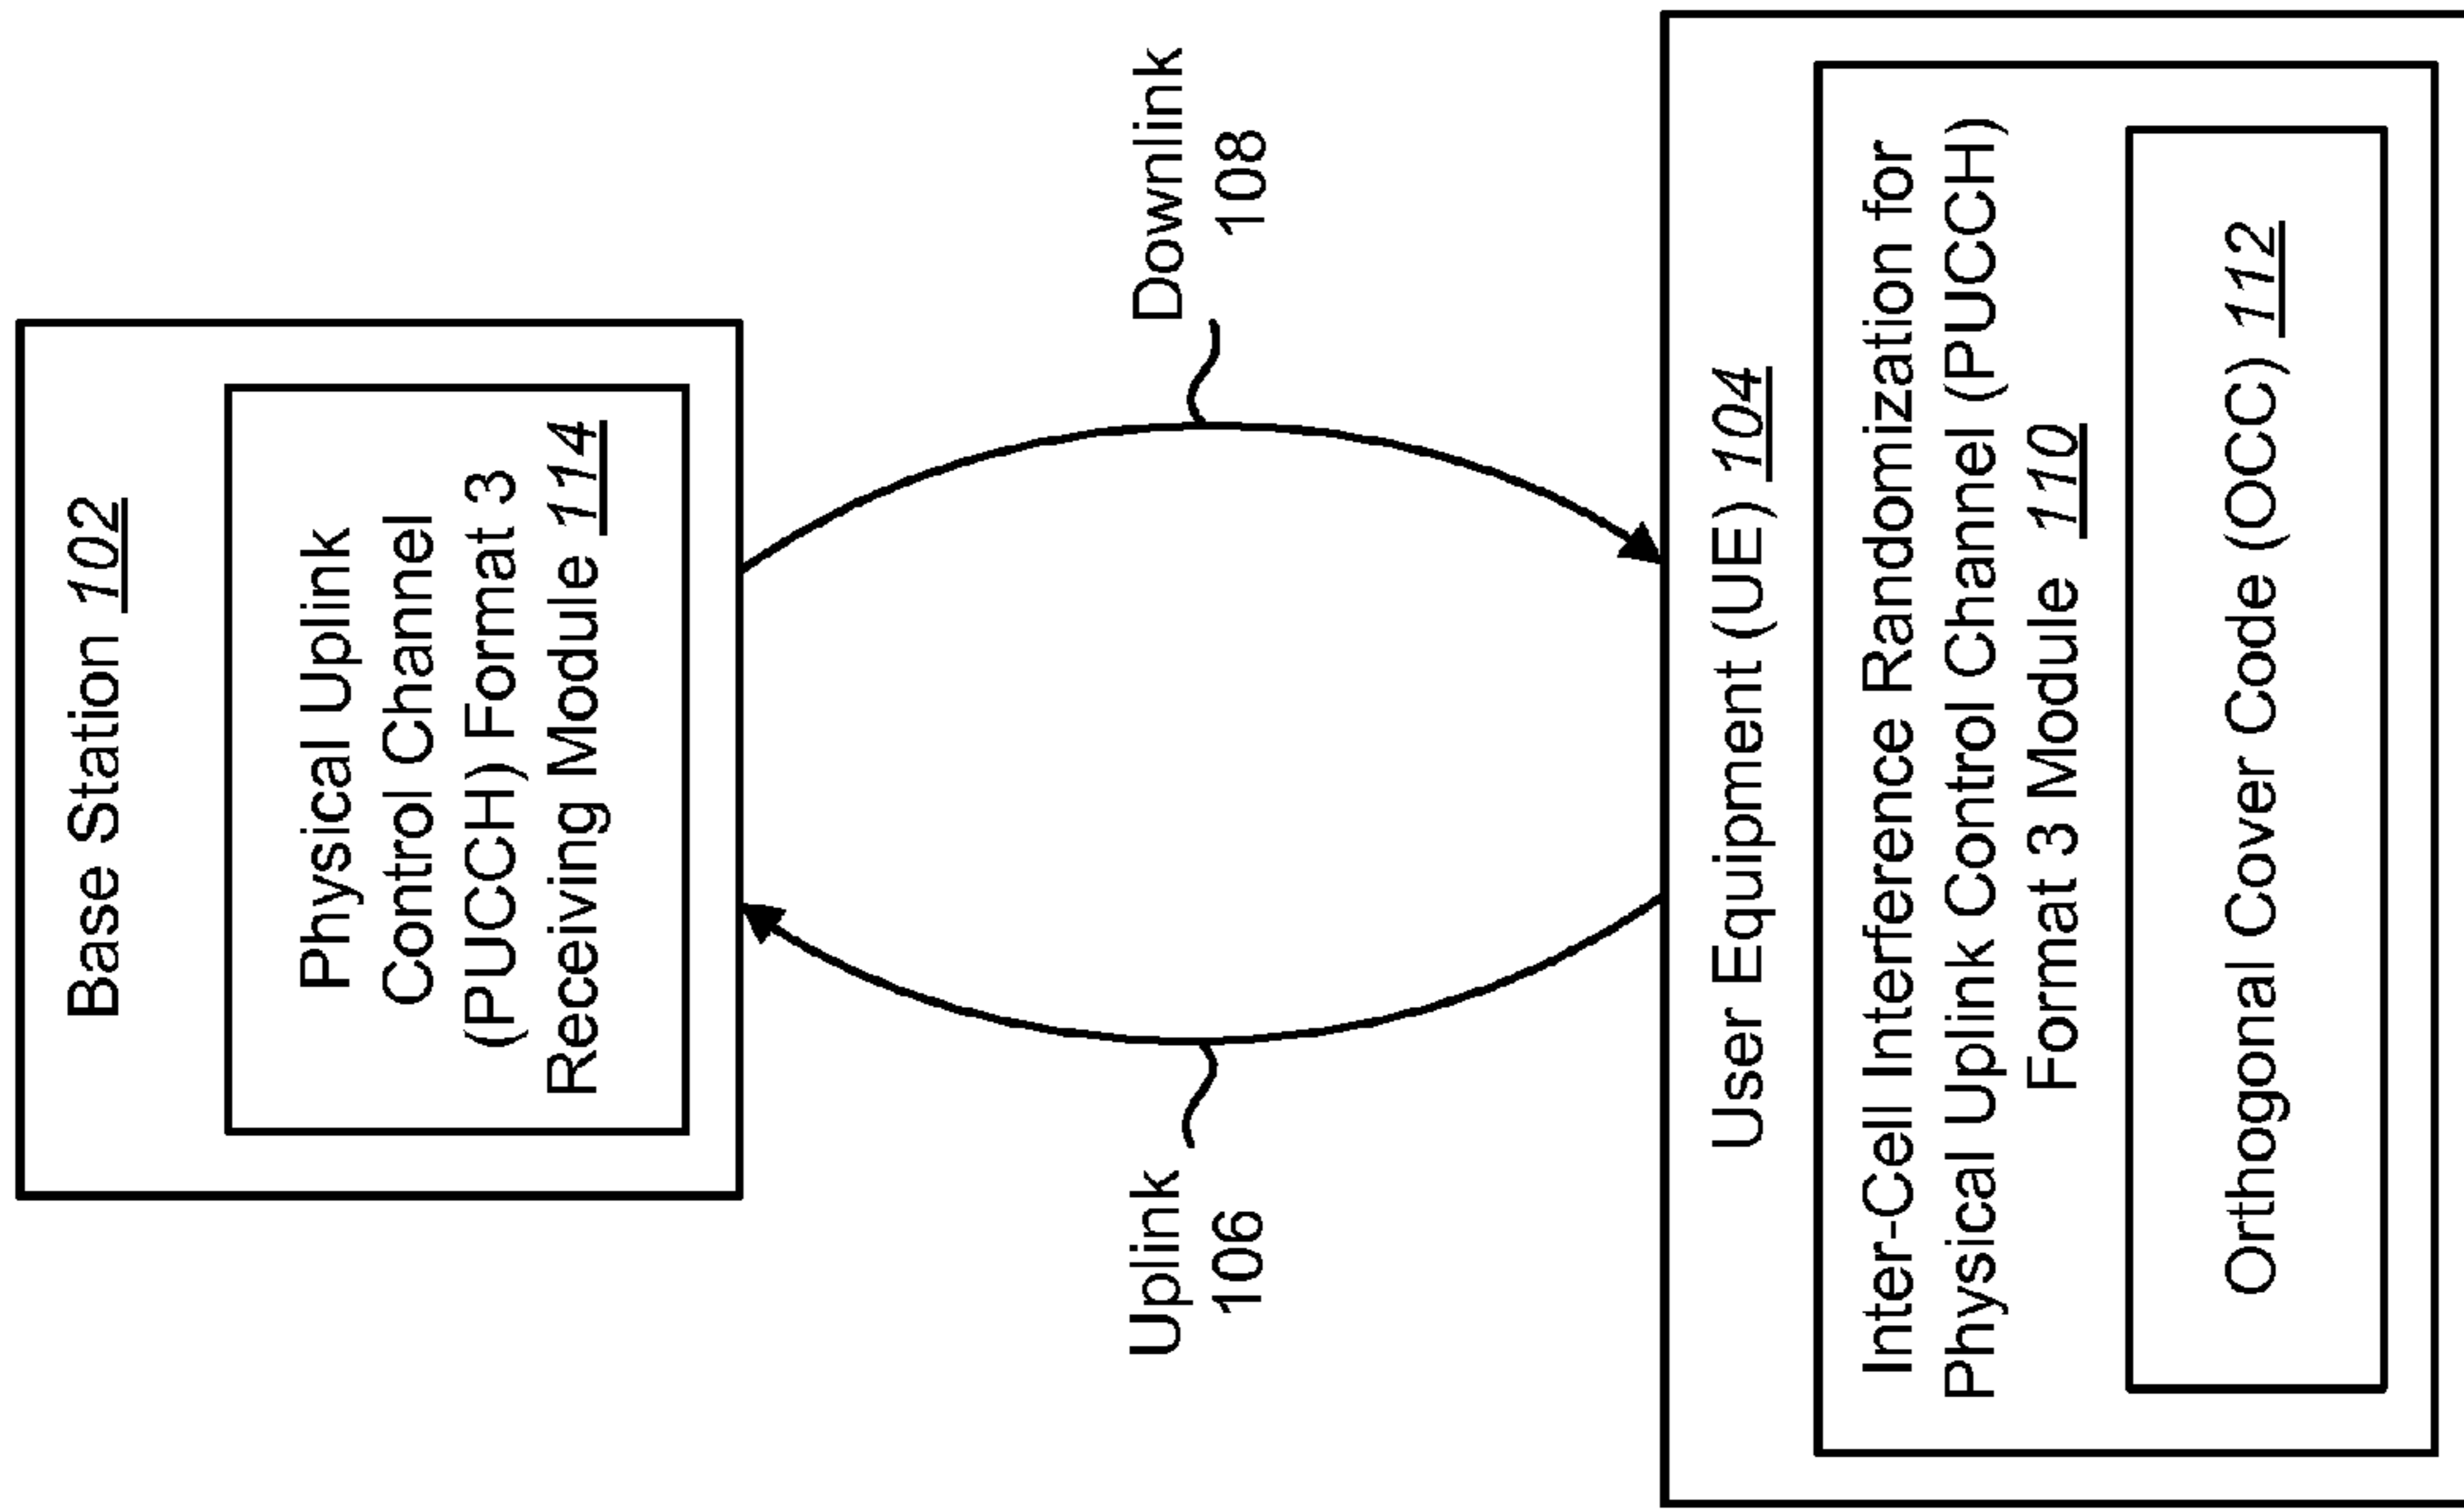 Base Station 102
Physical Uplink
Control Channel
(PUCCH) Format 3
Receiving Module 114
Uplink
106
Downlink
108
User Equipment (UE) 104
Inter-Cell Interference Randomization for
Physical Uplink Control Channel (PUCCH)
Format 3 Module 110
Orthogonal Cover Code (OCC) 112